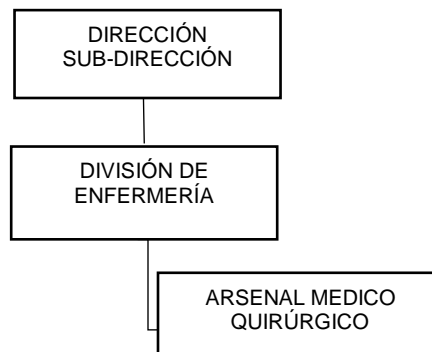 DIRECCIÓN
SUB-DIRECCIÓN
DIVISIÓN DE
ENFERMERÍA
ARSENAL MEDICO
QUIRÚRGICO